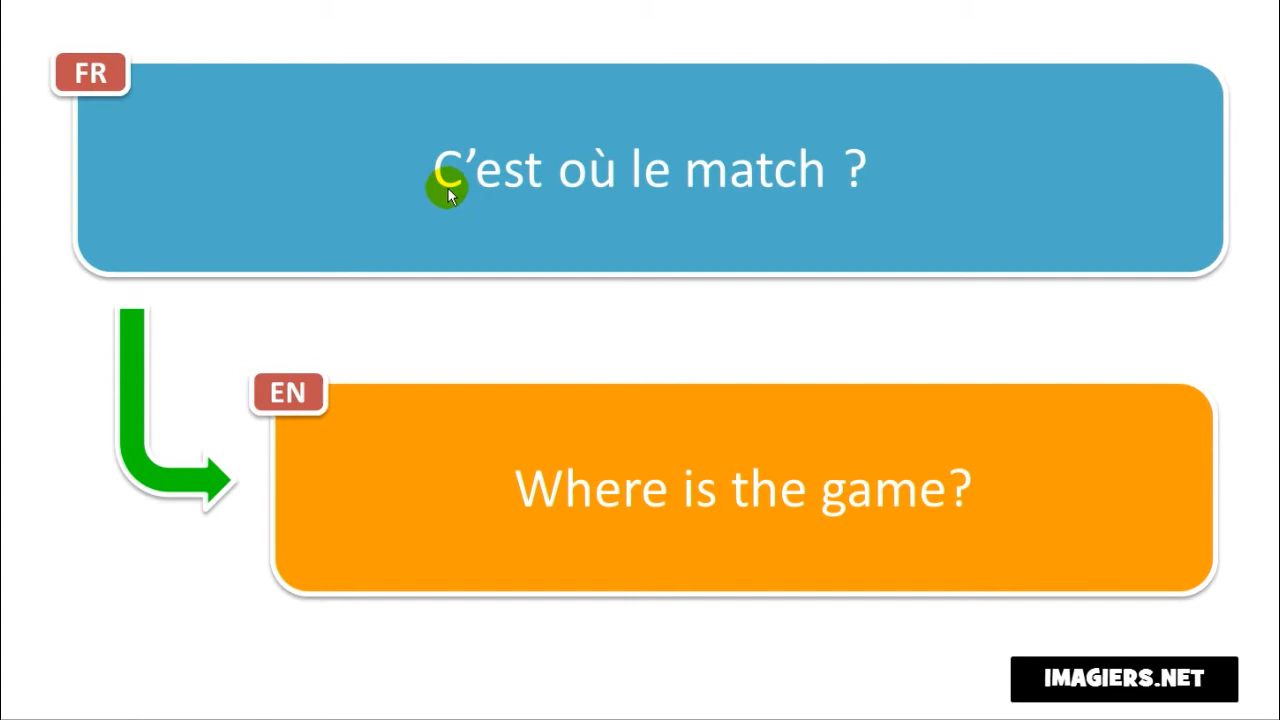 FR
C’est où le match ?
EN
Where is the game?
IMAGIERS.NET